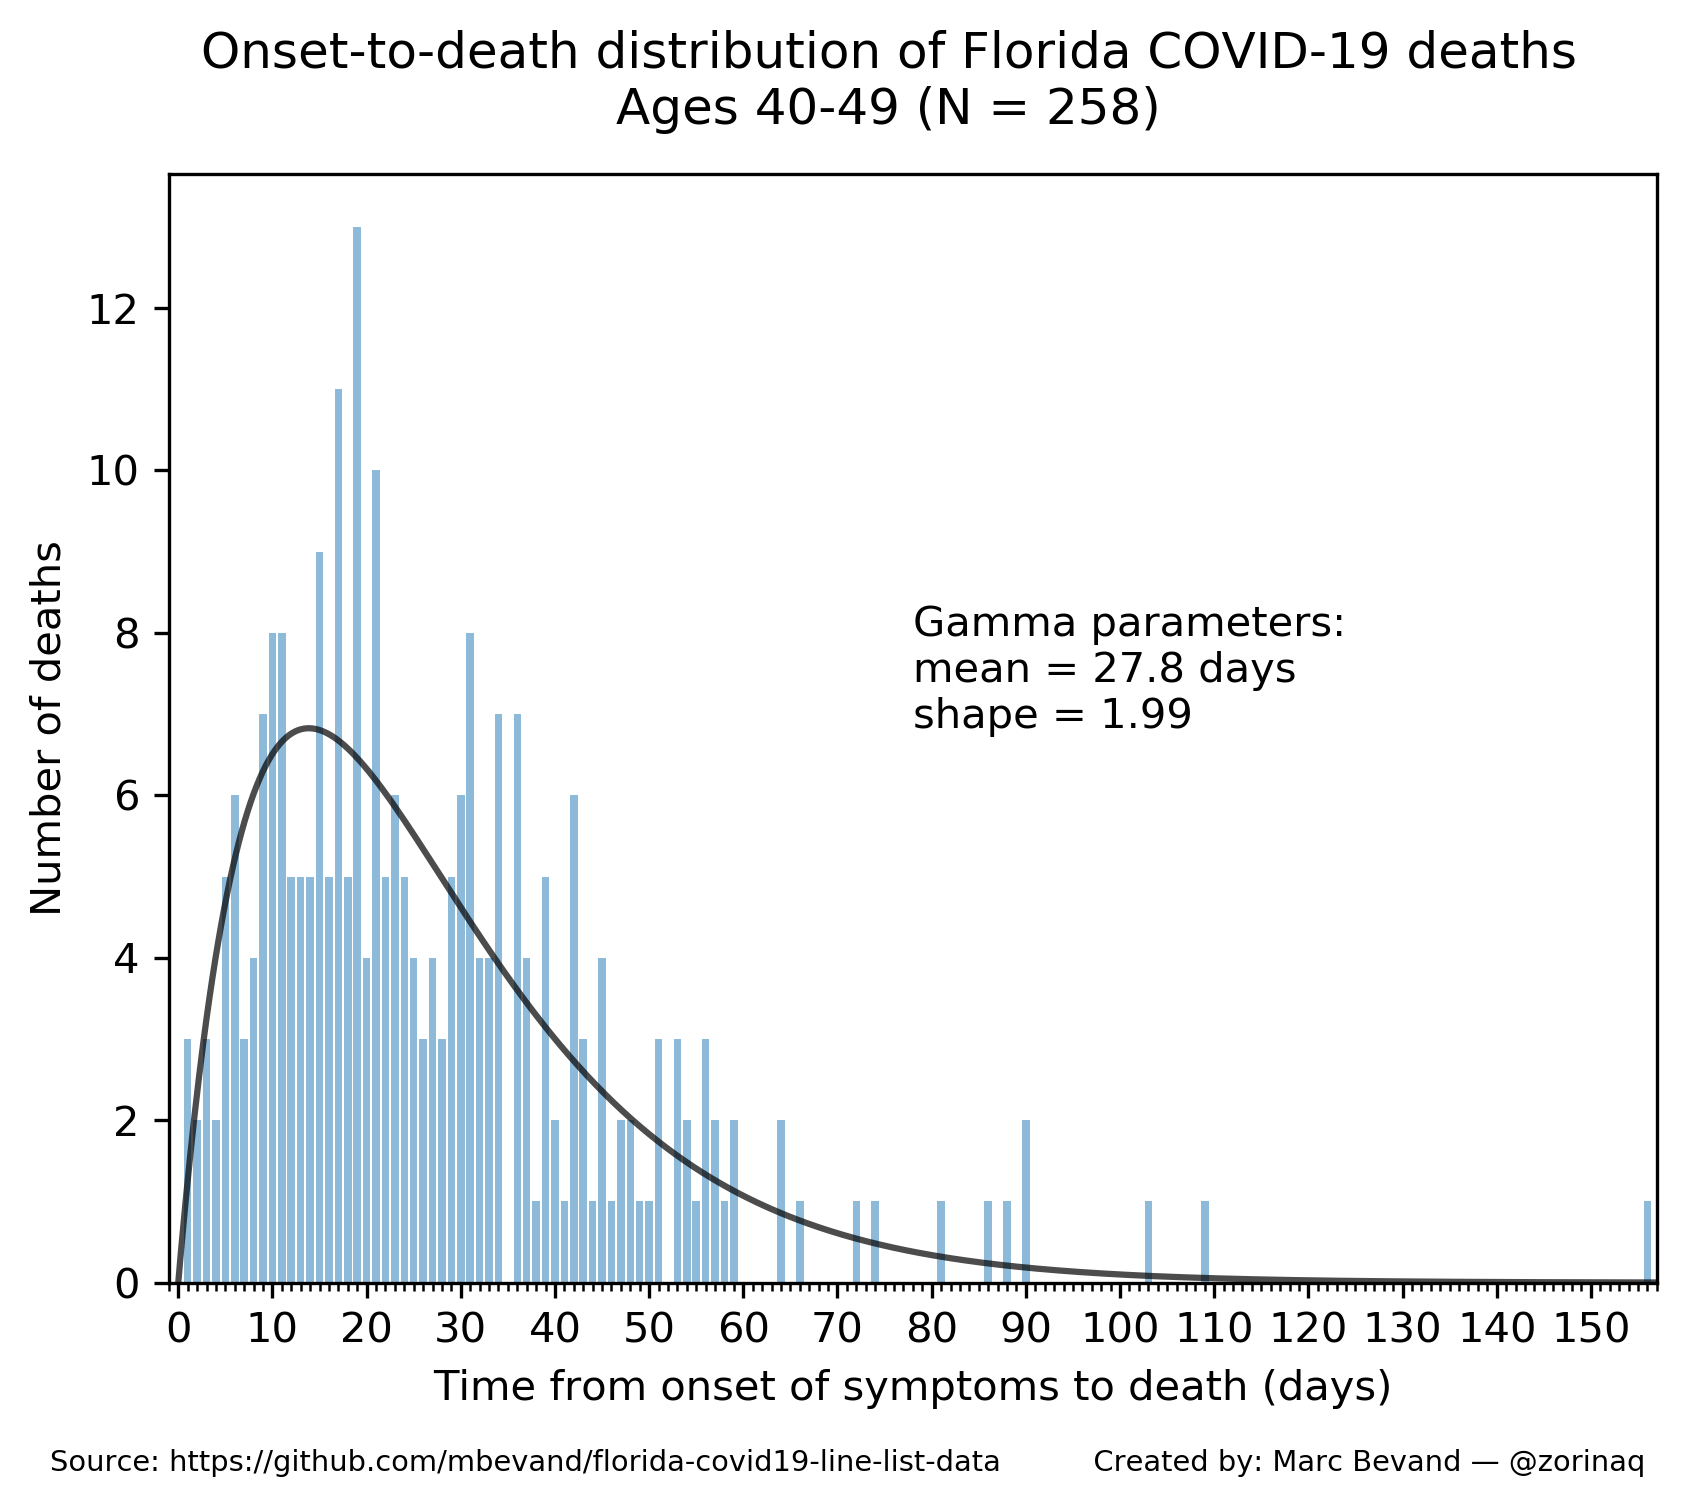 Onset-to-death distribution of Florida COVID-19 deaths
Ages 40-49 (N = 258)
Number of deaths
12
10
8
6
4
2
0
Gamma parameters:
mean = 27.8 days
shape = 1.99
0 10 20 30 40 50 60 70 80 90 100 110 120 130 140 150
Time from onset of symptoms to death (days)
Source: https://github.com/mbevand/florida-covid19-line-list-data
Created by: Marc Bevand — @zorinaq